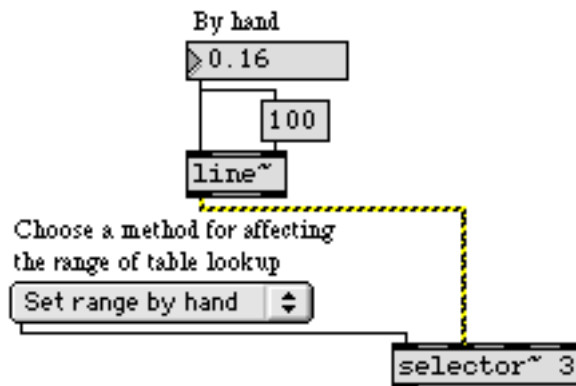 By hand
0.16
100
line~
Choose a method for affecting
the range of table lookup
Set range by hand
selector~ 3